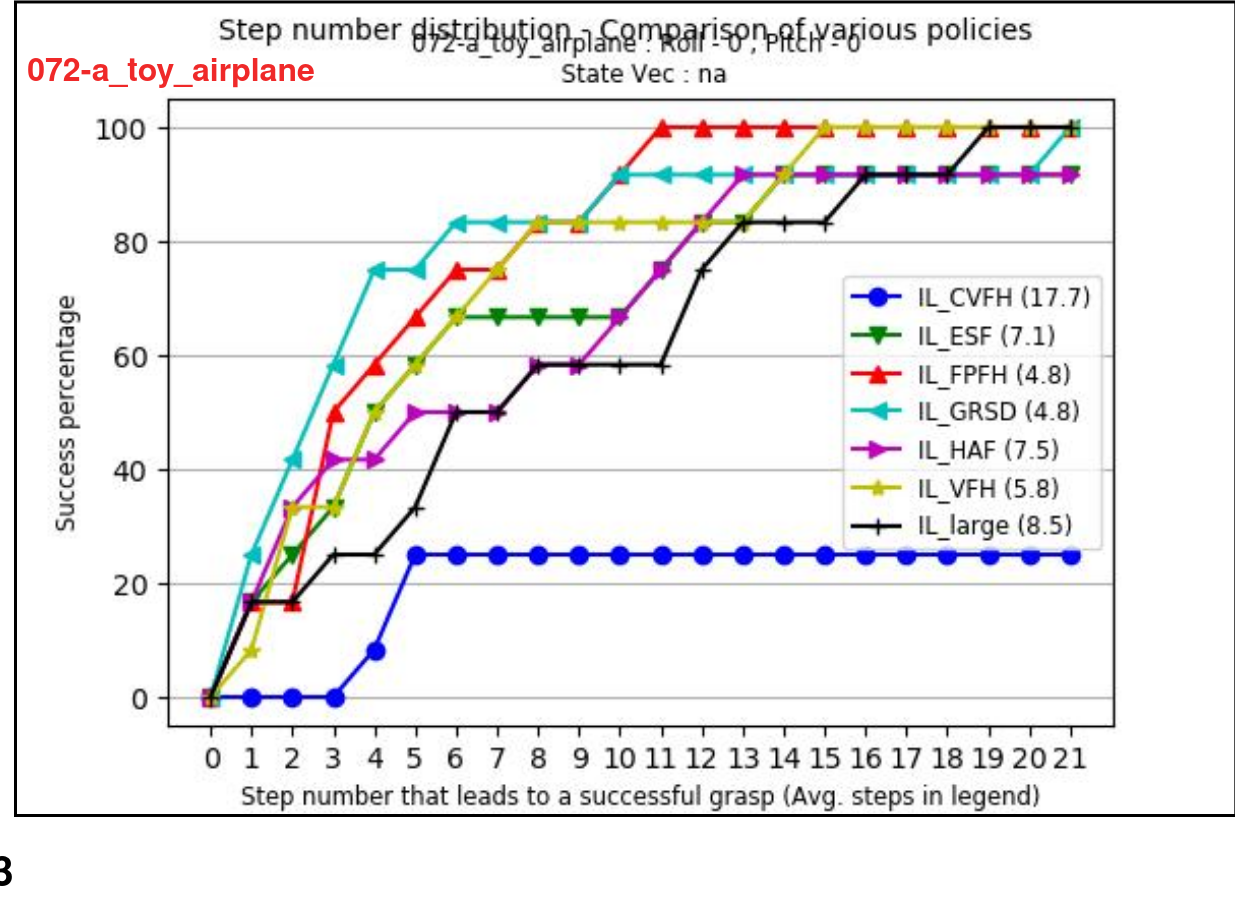 Step number distribution - Comparison of various policies
072-a_toy_airplane : Roll - 0 , Pitch - 0
072-a_toy_airplane
State Vec : na
100
80
60
40
20
0
Success percentage
IL_CVFH (17.7)
IL_ESF (7.1)
IL_FPFH (4.8)
IL_GRSD (4.8)
IL_HAF (7.5)
IL_VFH (5.8)
IL_large (8.5)
0 1 2 3 4 5 6 7 8 9 10 11 12 13 14 15 16 17 18 19 20 21
Step number that leads to a successful grasp (Avg. steps in legend)
3